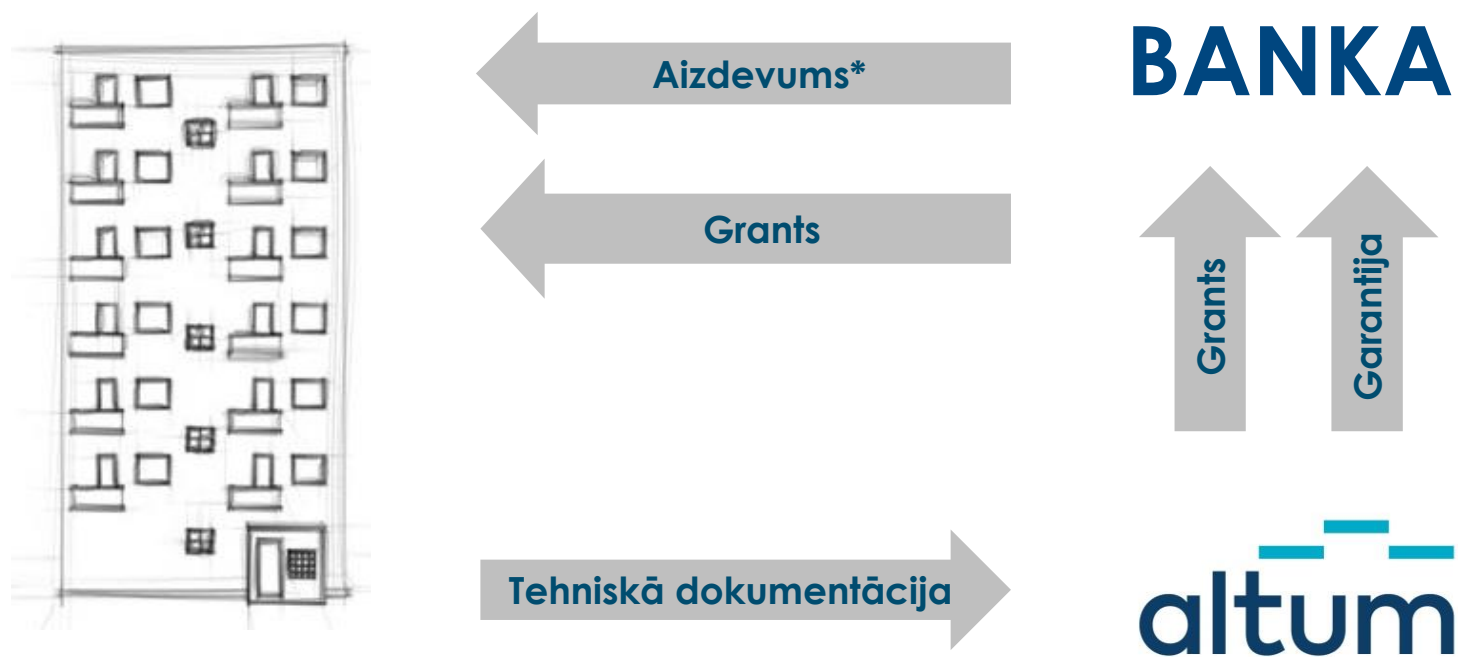 Aizdevums*
BANKA
Grants
Grants
Garantija
Tehniskā dokumentācija
altum